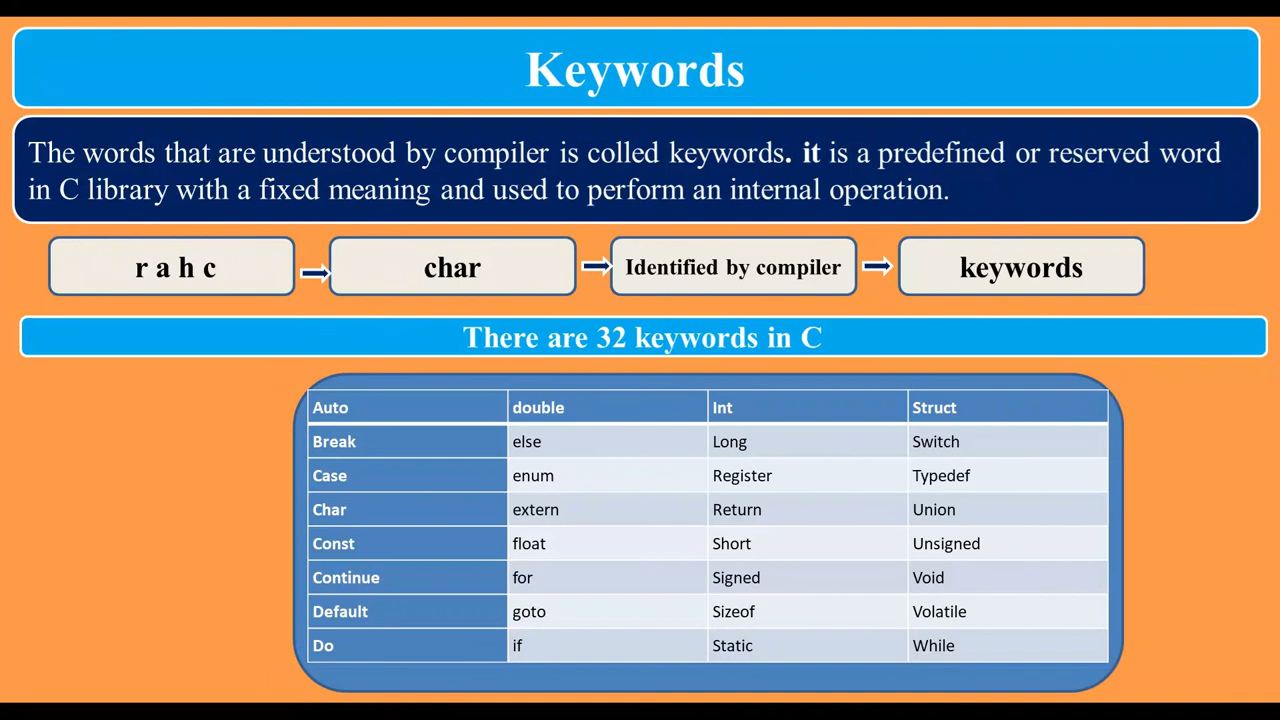 Keywords
The words that are understood by compiler is colled keywords. it is a predefined or reserved word
in C library with a fixed meaning and used to perform an internal operation.
r a h c
char
Identified by compiler
keywords
There are 32 keywords in C
Auto double Int Struct
Break else Long Switch
Case enum Register Typedef
Char extern Return Union
Const float Short Unsigned
Continue for Signed Void
Default goto Sizeof Volatile
Do if Static While